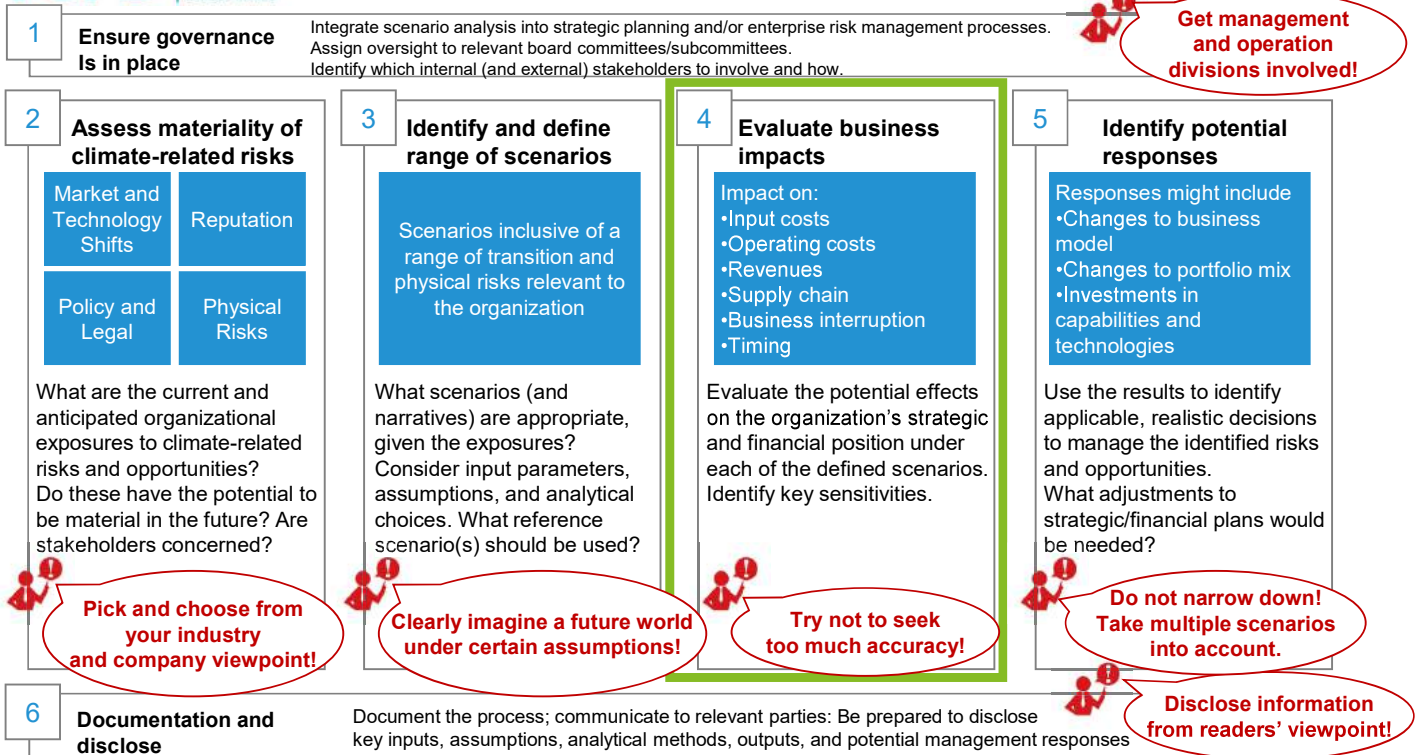 1
Ensure governance
Is in place
Integrate scenario analysis into strategic planning and/or enterprise risk management processes.
Assign oversight to relevant board committees/subcommittees.
Identify which internal (and external) stakeholders to involve and how.
Get management
and operation
divisions involved!
2
Assess materiality of
climate-related risks
Market and
Technology
Shifts
Reputation
Policy and
Legal
Physical
Risks
What are the current and
anticipated organizational
exposures to climate-related
risks and opportunities?
Do these have the potential to
be material in the future? Are
stakeholders concerned?
Pick and choose from
your industry
and company viewpoint!
3
Identify and define
range of scenarios
Scenarios inclusive of a
range of transition and
physical risks relevant to
the organization
What scenarios (and
narratives) are appropriate,
given the exposures?
Consider input parameters,
assumptions, and analytical
choices. What reference
scenario(s) should be used?
Clearly imagine a future world
under certain assumptions!
4
Evaluate business
impacts
Impact on:
•Input costs
•Operating costs
•Revenues
•Supply chain
•Business interruption
•Timing
Evaluate the potential effects
on the organization's strategic
and financial position under
each of the defined scenarios.
Identify key sensitivities.
Try not to seek
too much accuracy!
5
Identify potential
responses
Responses might include
•Changes to business
model
•Changes to portfolio mix
•Investments in
capabilities and
technologies
Use the results to identify
applicable, realistic decisions
to manage the identified risks
and opportunities.
What adjustments to
strategic/financial plans would
be needed?
Do not narrow down!
Take multiple scenarios
into account.
6
Documentation and
disclose
Document the process; communicate to relevant parties: Be prepared to disclose
key inputs, assumptions, analytical methods, outputs, and potential management responses
Disclose information
from readers' viewpoint!